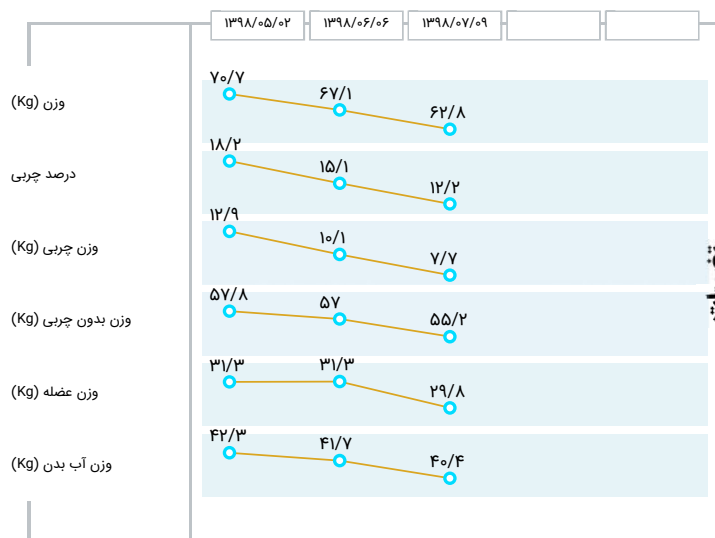 ۱۳۹۸/۰۵/۰۲ ۱۳۹۸/۰۶/۰۶ ۱۳۹۸/۰۷/۰۹
وزن (Kg)
۷۰/۷ ۶۷/۱ ۶۲/۸
درصد چربی
۱۸/۲ ۱۵/۱ ۱۲/۲
وزن چربی (Kg)
۱۲/۹ ۱۰/۱ ۷/۷
وزن بدون چربی (Kg)
۵۷/۸ ۵۷ ۵۵/۲
وزن عضله (Kg)
۳۱/۳ ۳۱/۳ ۲۹/۸
وزن آب بدن (Kg)
۴۲/۳ ۴۱/۷ ۴۰/۴